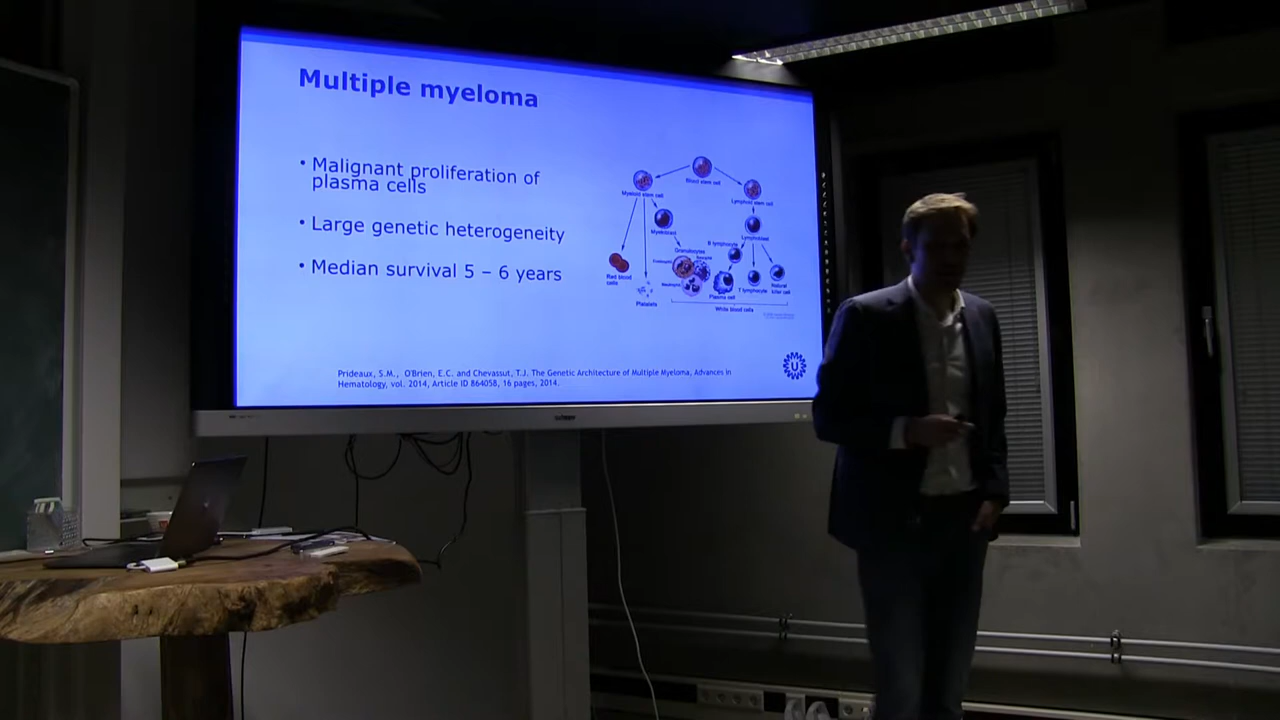 Multiple myeloma
• Malignant proliferation of
plasma cells
• Large genetic heterogeneity
• Median survival 5 – 6 years
Blood stem cell
Myeloid stem cell
Lymphoid stem cell
Myeloblast
Lymphoblast
Granulocytes
B lymphocyte
Red blood
cells
Platelets
Plasma cell
T lymphocyte
Natural
killer cell
White blood cells
U
Prideaux, S.M., O'Brien, E.C. and Chevassut, T.J. The Genetic Architecture of Multiple Myeloma, Advances in
Hematology, vol. 2014, Article ID 864058, 16 pages, 2014.